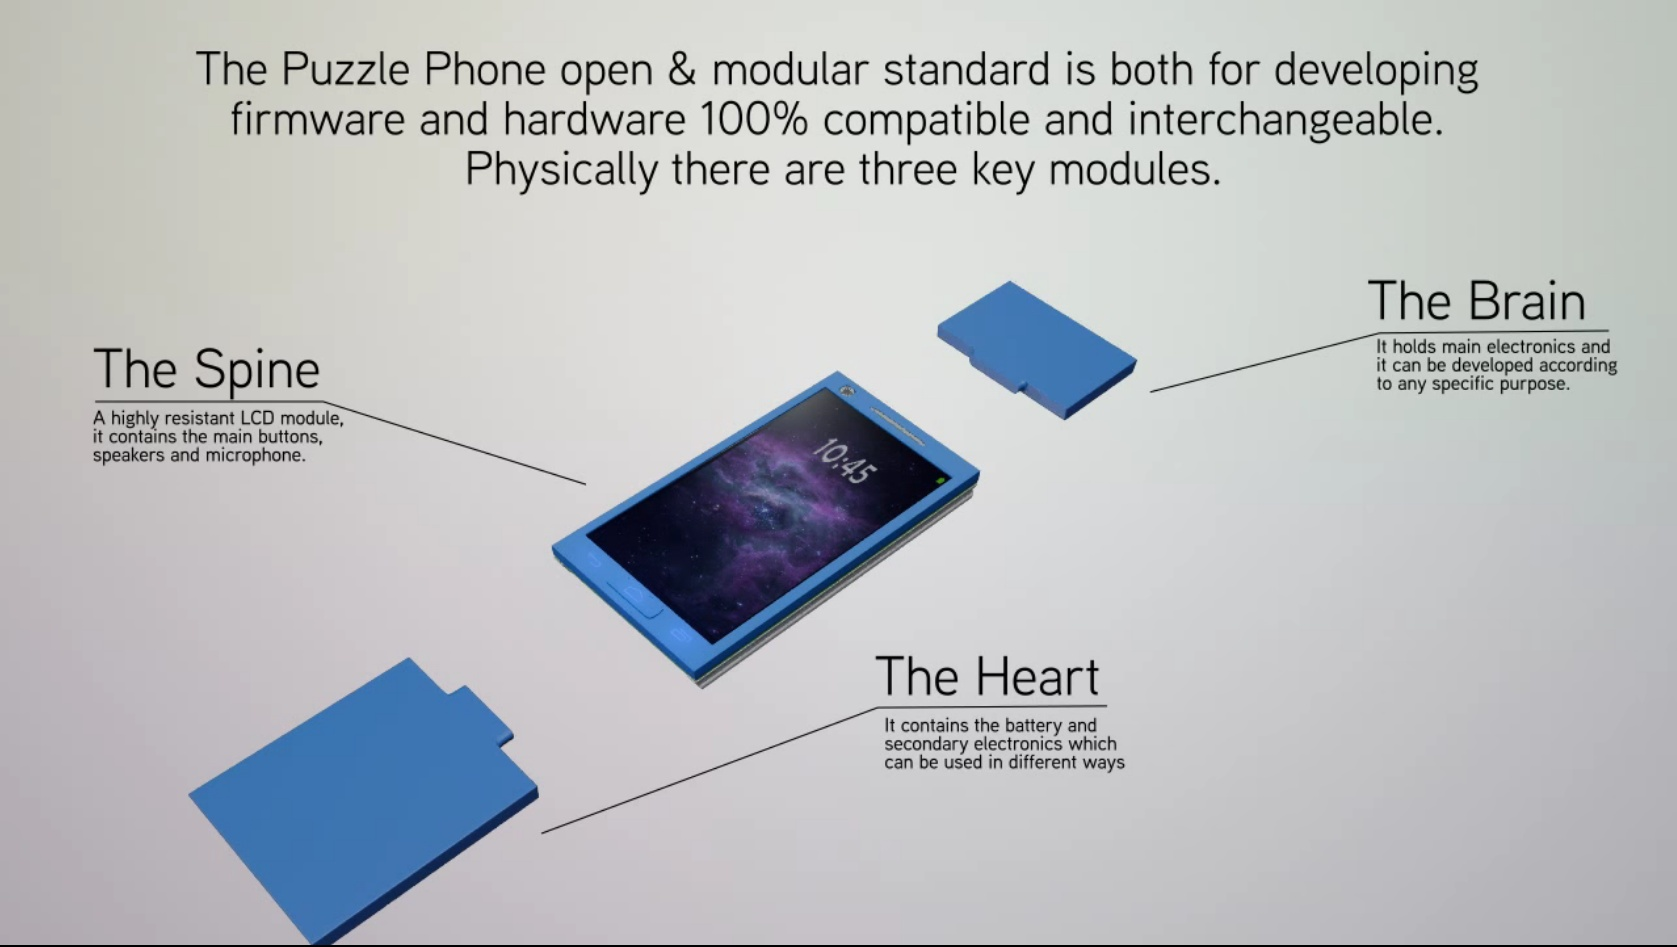 The Puzzle Phone open & modular standard is both for developing
firmware and hardware 100% compatible and interchangeable.
Physically there are three key modules.
The Brain
It holds main electronics and
it can be developed according
to any specific purpose.
The Spine
A highly resistant LCD module,
it contains the main buttons,
speakers and microphone.
10:45
The Heart
It contains the battery and
secondary electronics which
can be used in different ways